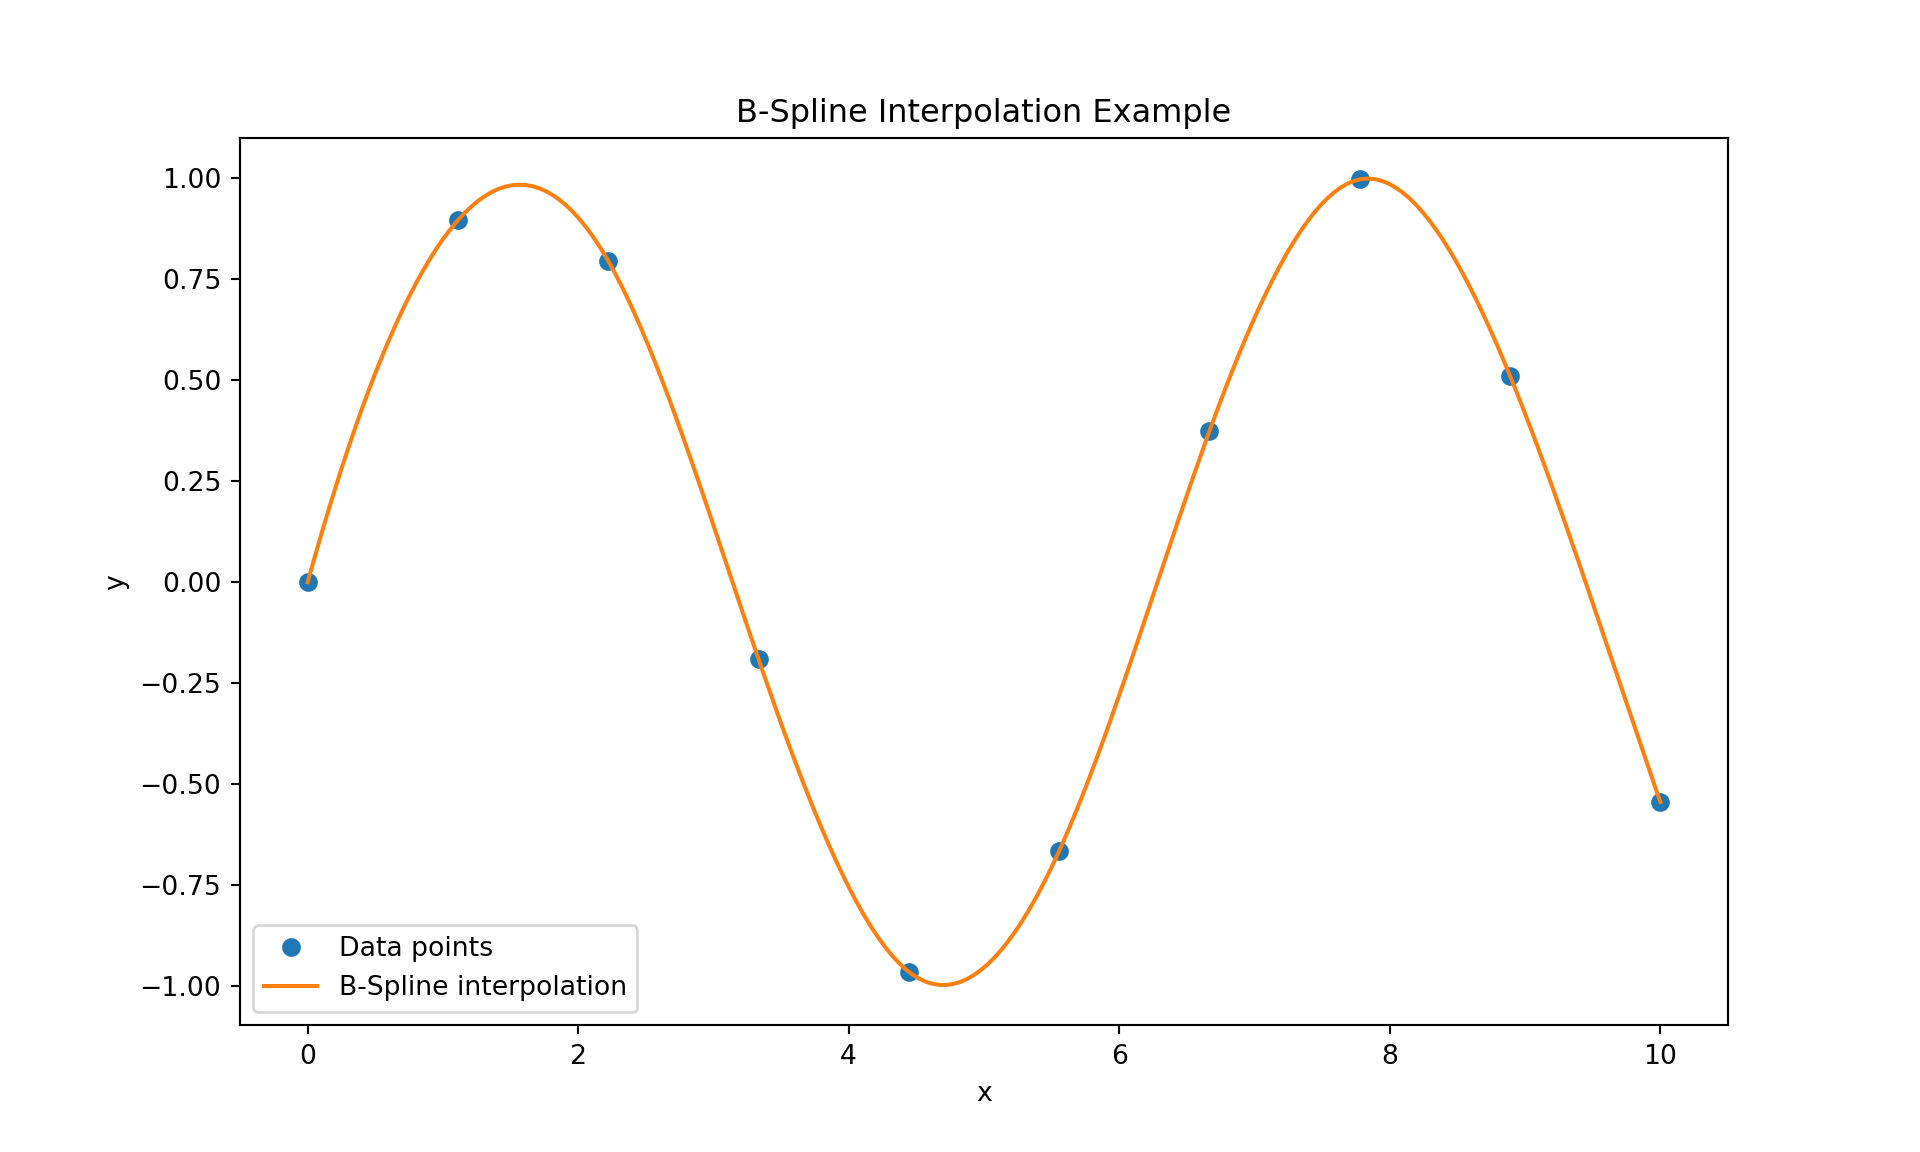 B-Spline Interpolation Example
1.00
0.75
0.50
0.25
0.00
−0.25
−0.50
−0.75
−1.00
y
Data points
B-Spline interpolation
0 2 4 6 8 10
x